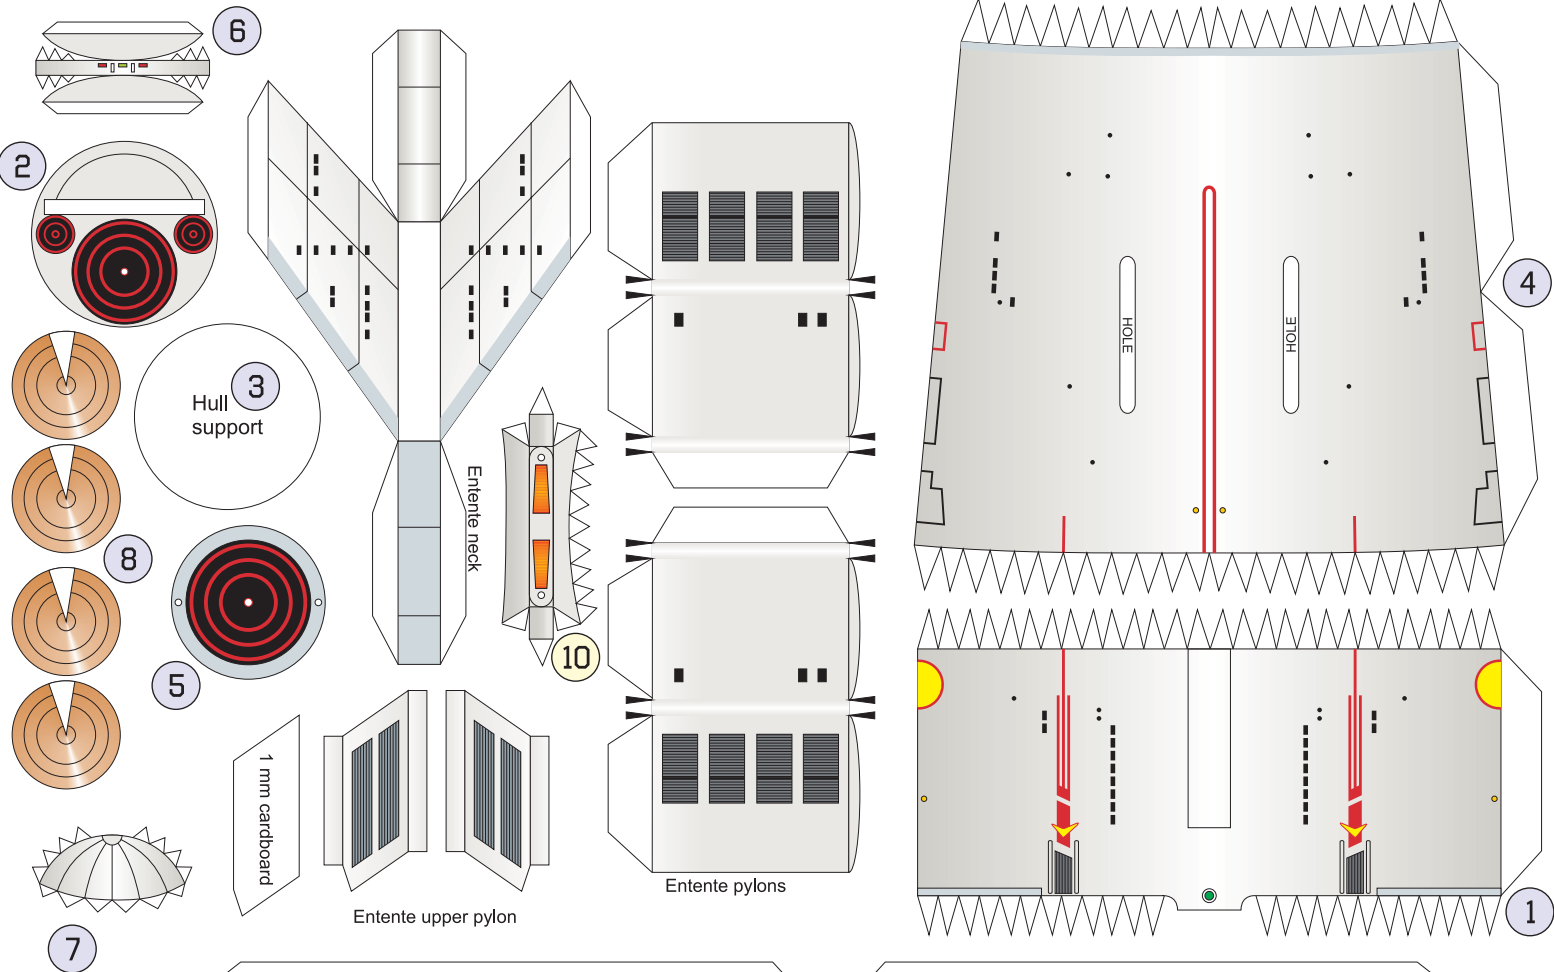 6
2
4
HOLE
HOLE
3
Hull
support
Entente neck
8
10
5
1 mm cardboard
Entente pylons
Entente upper pylon
1
7